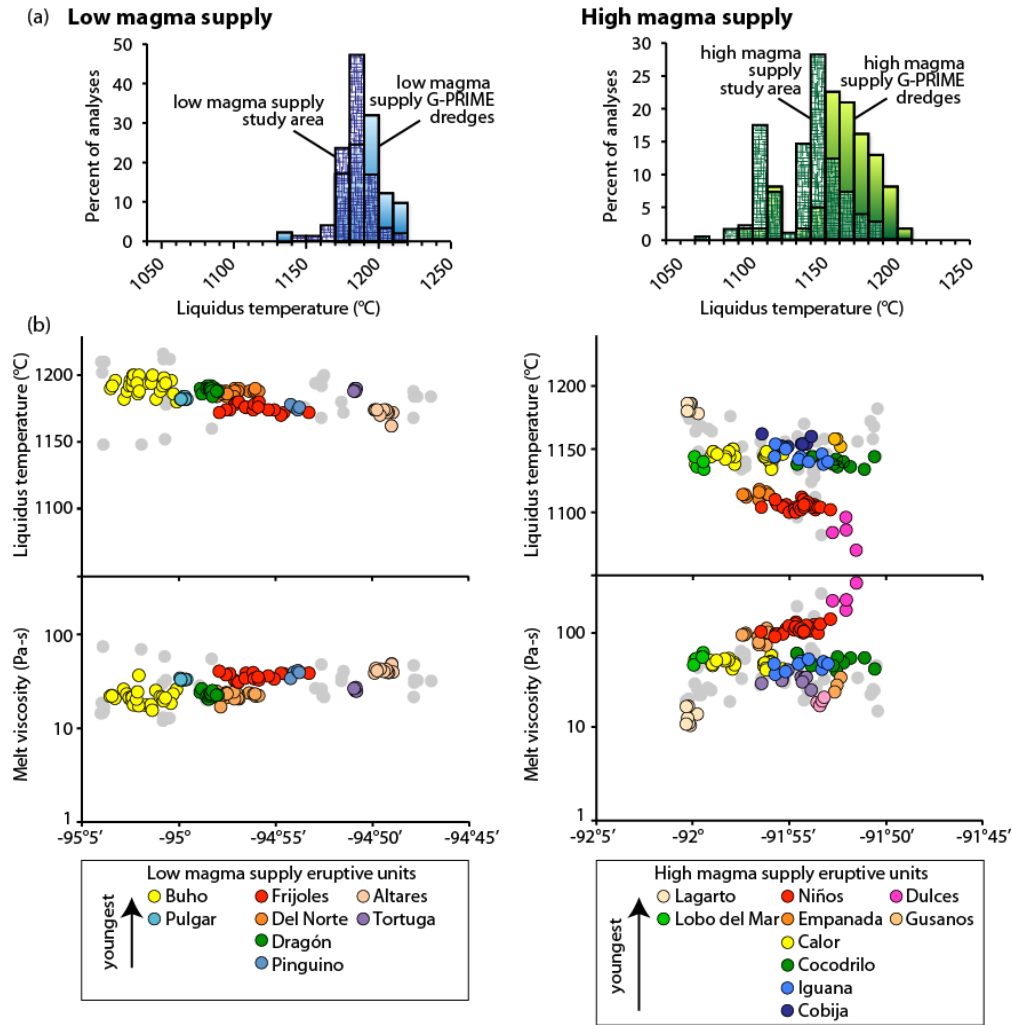 (a) Low magma supply
High magma supply
Percent of analyses
50
40
30
20
10
0
low magma supply
study area
low magma
supply G-PRIME
dredges
1050
1100
1150
1200
1250
Liquidus temperature (°C)
Percent of analyses
30
25
20
15
10
5
0
high magma
supply
study area
high magma
supply G-PRIME
dredges
1050
1100
1150
1200
1250
Liquidus temperature (°C)
(b)
Liquidus temperature (°C)
1200
1150
1100
Melt viscosity (Pa-s)
100
10
1
-95°5′
-95°
-94°55′
-94°50′
-94°45′
Liquidus temperature (°C)
1200
1150
1100
Melt viscosity (Pa-s)
100
10
1
-92°5′
-92°
-91°55′
-91°50′
-91°45′
Low magma supply eruptive units
youngest
Buho
Pulgar
Frijoles
Del Norte
Dragón
Pinguino
Altares
Tortuga
High magma supply eruptive units
youngest
Lagarto
Lobo del Mar
Niños
Empanada
Calor
Cocodrilo
Iguana
Cobija
Dulces
Gusanos